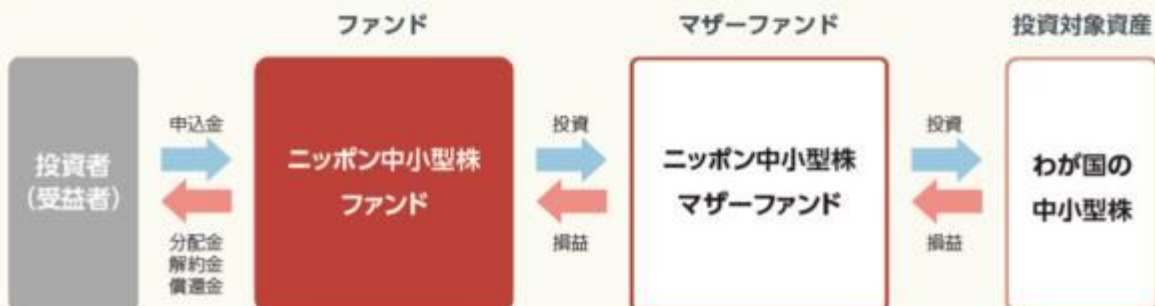 ファンド
マザーファンド
投資対象資産
投資者
(受益者)
申込金
分配金
解約金
償還金
ニッポン中小型株
ファンド
投資
損益
ニッポン中小型株
マザーファンド
投資
損益
わが国の
中小型株